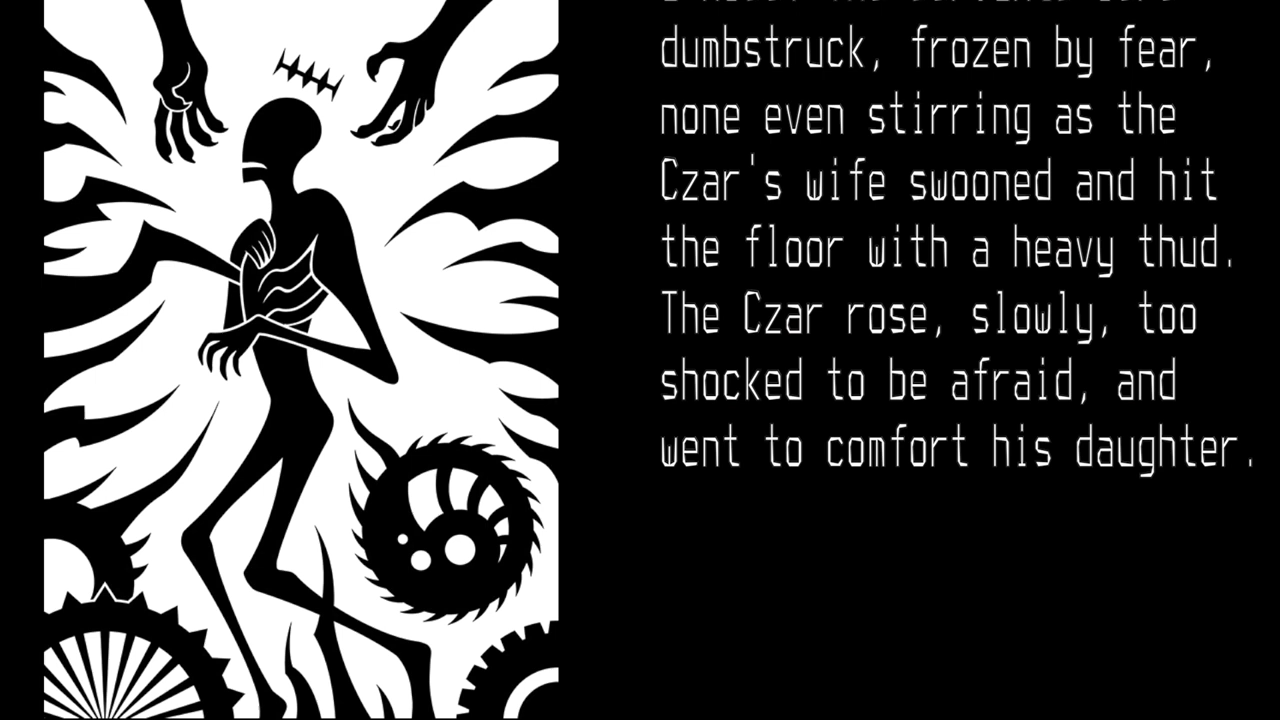 dumbstruck, frozen by fear,
none even stirring as the
Czar's wife swooned and hit
the floor with a heavy thud.
The Czar rose, slowly, too
shocked to be afraid, and
went to comfort his daughter.